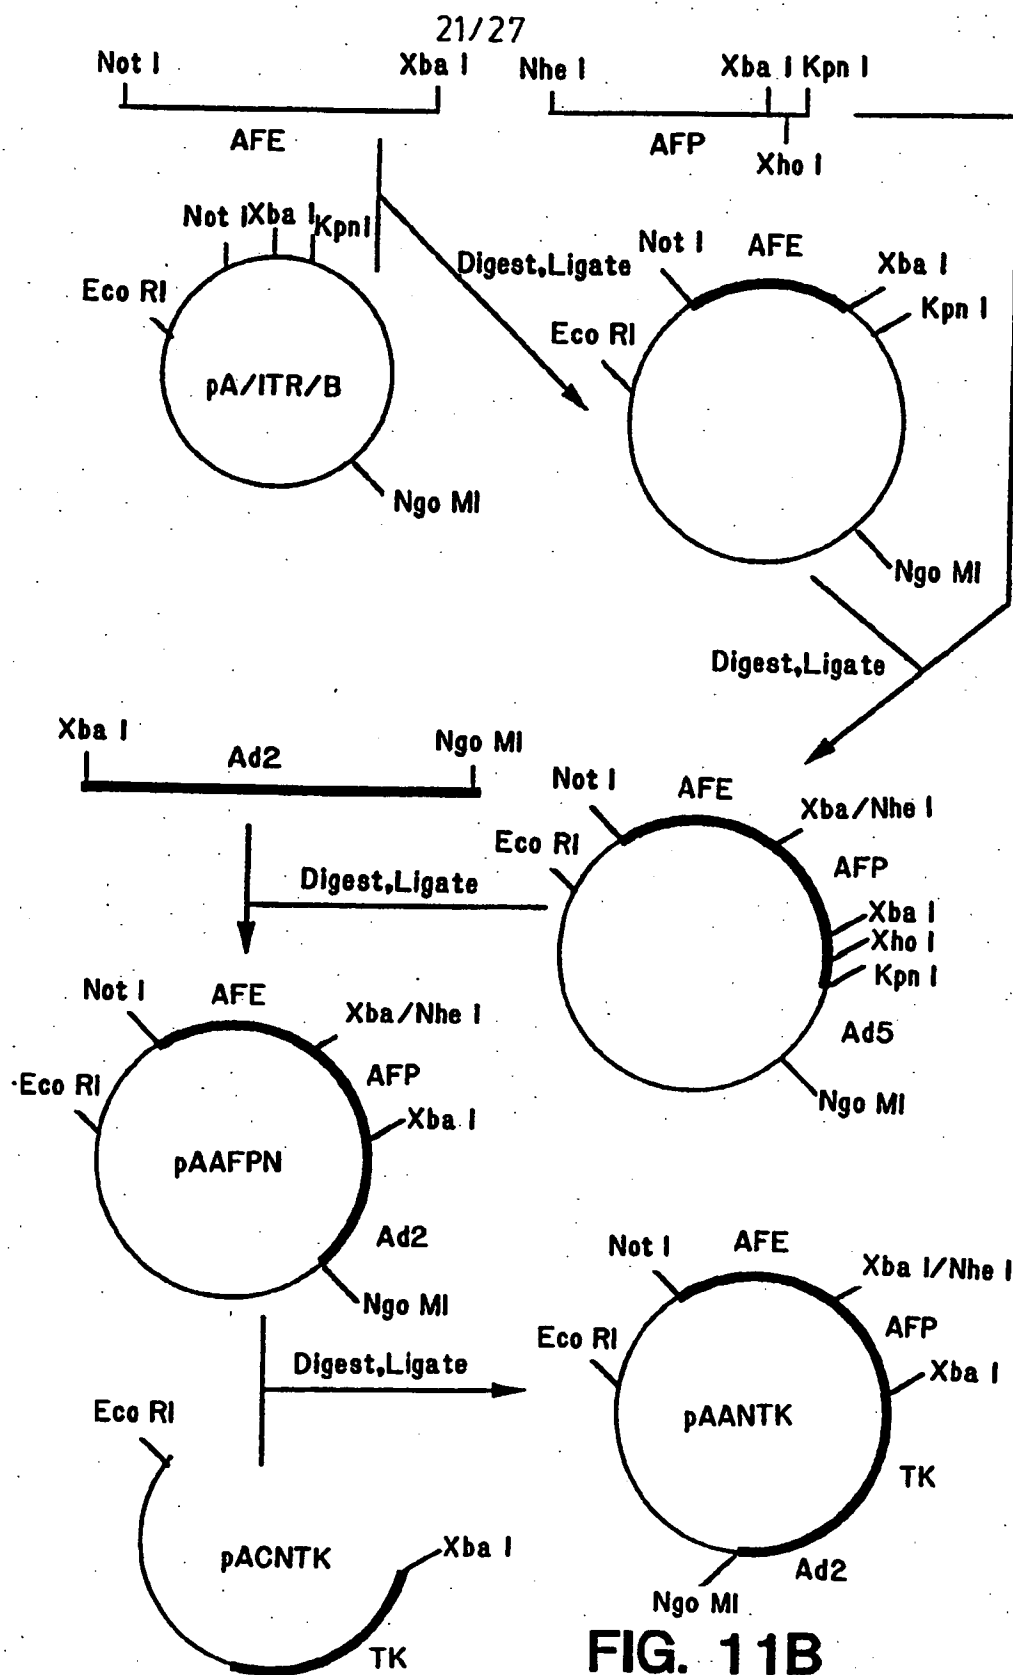 21/27
Not I
Xba I
Nhe I
Xba I
Kpn I
AFE
AFP
Xho I
Not I
Xba I
Kpn I
Eco RI
pA/ITR/B
Ngo MI
Digest,Ligate
Not I
AFE
Xba I
Kpn I
Eco RI
Ngo MI
Digest,Ligate
Xba I
Ad2
Ngo MI
Digest,Ligate
Not I
AFE
Xba/Nhe I
Eco RI
AFP
Xba I
Xho I
Kpn I
Ad5
Ngo MI
Not I
AFE
Xba/Nhe I
Eco RI
AFP
Xba I
pAAFPN
Ad2
Ngo MI
Digest,Ligate
Eco RI
pACNTK
Xba I
TK
Not I
AFE
Xba I/Nhe I
Eco RI
AFP
Xba I
pAANTK
TK
Ad2
Ngo MI
FIG. 11B